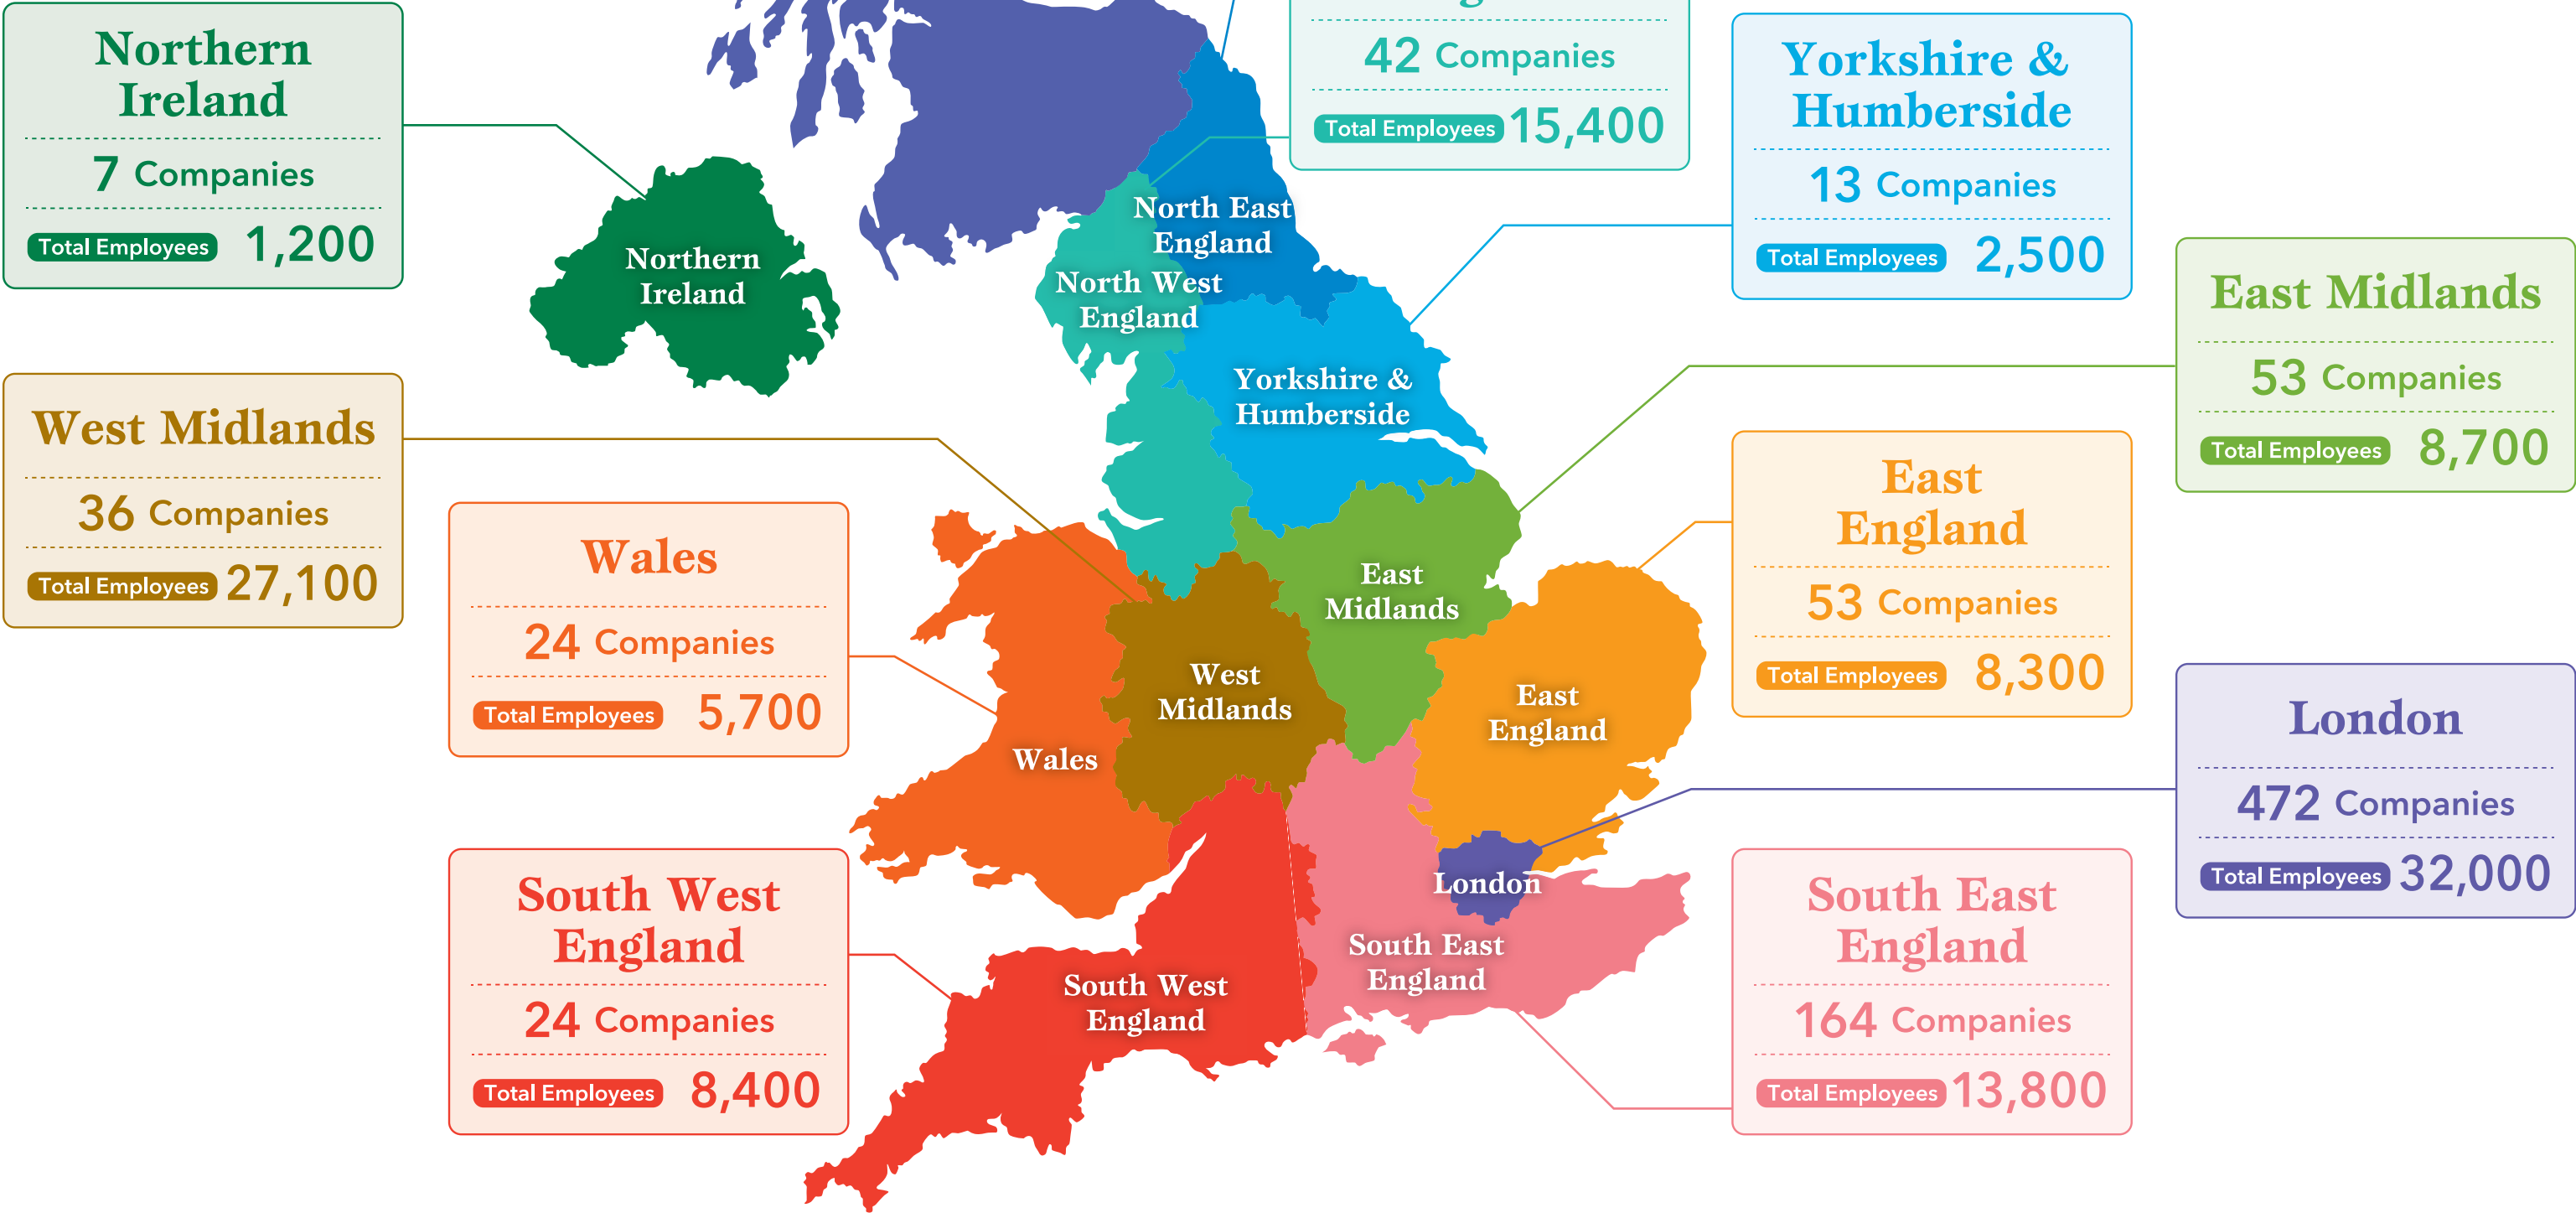 Northern
Ireland
7 Companies
Total Employees 1,200
42 Companies
Total Employees 15,400
Yorkshire &
Humberside
13 Companies
Total Employees 2,500
East Midlands
53 Companies
Total Employees 8,700
West Midlands
36 Companies
Total Employees 27,100
Wales
24 Companies
Total Employees 5,700
East
England
53 Companies
Total Employees 8,300
London
472 Companies
Total Employees 32,000
South West
England
24 Companies
Total Employees 8,400
South East
England
164 Companies
Total Employees 13,800
North East
England
Northern
Ireland
North West
England
Yorkshire &
Humberside
East
Midlands
West
Midlands
East
England
Wales
London
South East
England
South West
England